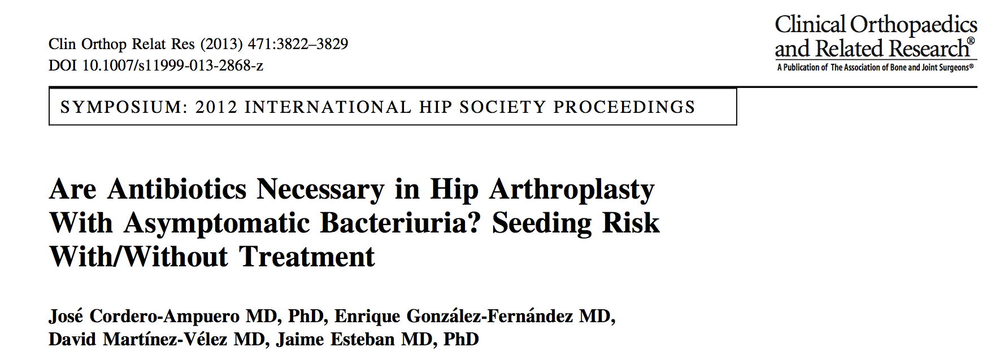 Clin Orthop Relat Res (2013) 471:3822–3829
DOI 10.1007/s11999-013-2868-z
Clinical Orthopaedics
and Related Research®
A Publication of The Association of Bone and Joint Surgeons®
SYMPOSIUM: 2012 INTERNATIONAL HIP SOCIETY PROCEEDINGS
Are Antibiotics Necessary in Hip Arthroplasty
With Asymptomatic Bacteriuria? Seeding Risk
With/Without Treatment
José Cordero-Ampuero MD, PhD, Enrique González-Fernández MD,
David Martínez-Vélez MD, Jaime Esteban MD, PhD